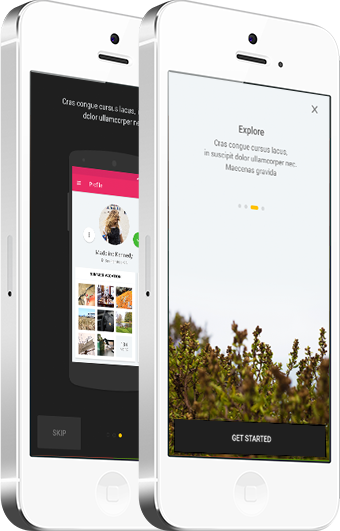 Cras congue cursus lacus,
dolor ullamcorper ne
Profile
SKIP
Explore
Cras congue cursus lacus,
in suscipit dolor ullamcorper nec.
Maecenas gravida
GET STARTED